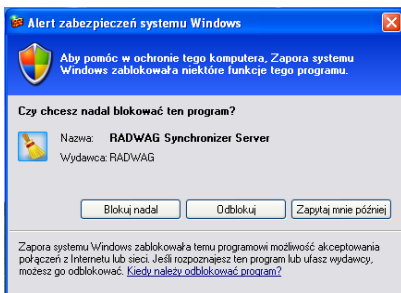 Alert zabezpieczeń systemu Windows
Aby pomóc w ochronie tego komputera, Zapora systemu
Windows zablokowała niektóre funkcje tego programu.
Czy chcesz nadal blokować ten program?
Nazwa: RADWAG Synchronizer Server
Wydawca: RADWAG
Blokuj nadal Odblokuj Zapytaj mnie później
Zapora systemu Windows zablokowała temu programowi możliwość akceptowania
połączeń z Internetu lub sieci. Jeśli rozpoznajesz ten program lub ufasz wydawcy,
możesz go odblokować. Kiedy należy odblokować program?